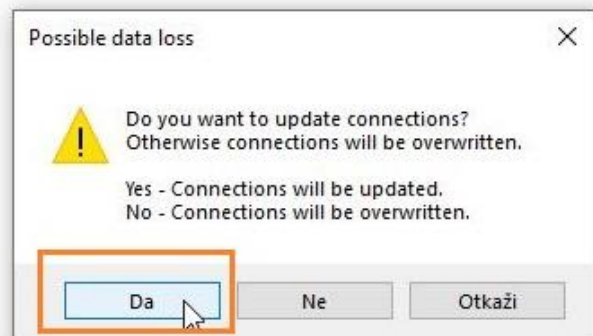 Possible data loss
Do you want to update connections?
Otherwise connections will be overwritten.
Yes - Connections will be updated.
No - Connections will be overwritten.
Da
Ne
Otkaži